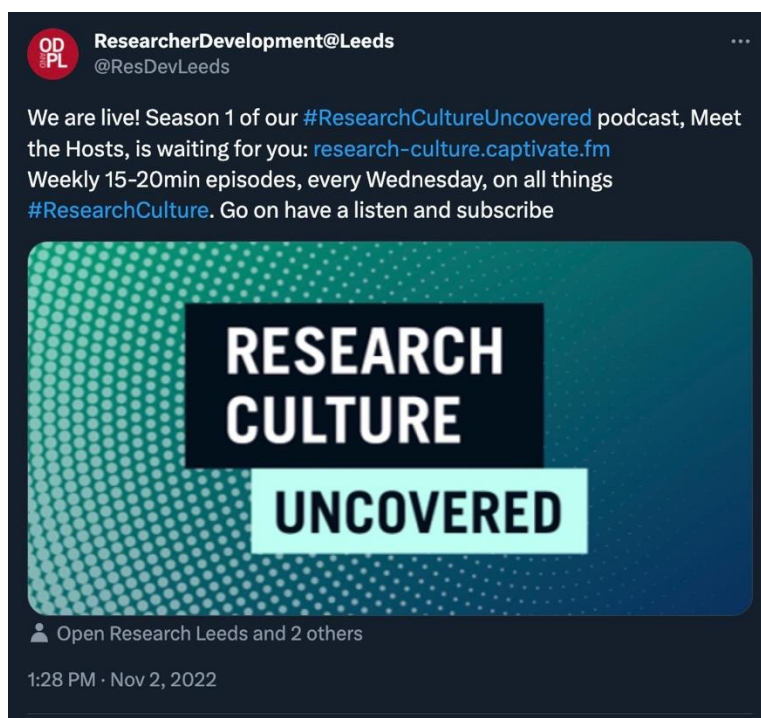 OD
AND PL
ResearcherDevelopment@Leeds
@ResDevLeeds
We are live! Season 1 of our #ResearchCultureUncovered podcast, Meet
the Hosts, is waiting for you: research-culture.captivate.fm
Weekly 15-20min episodes, every Wednesday, on all things
#ResearchCulture. Go on have a listen and subscribe
RESEARCH
CULTURE
UNCOVERED
Open Research Leeds and 2 others
1:28 PM · Nov 2, 2022